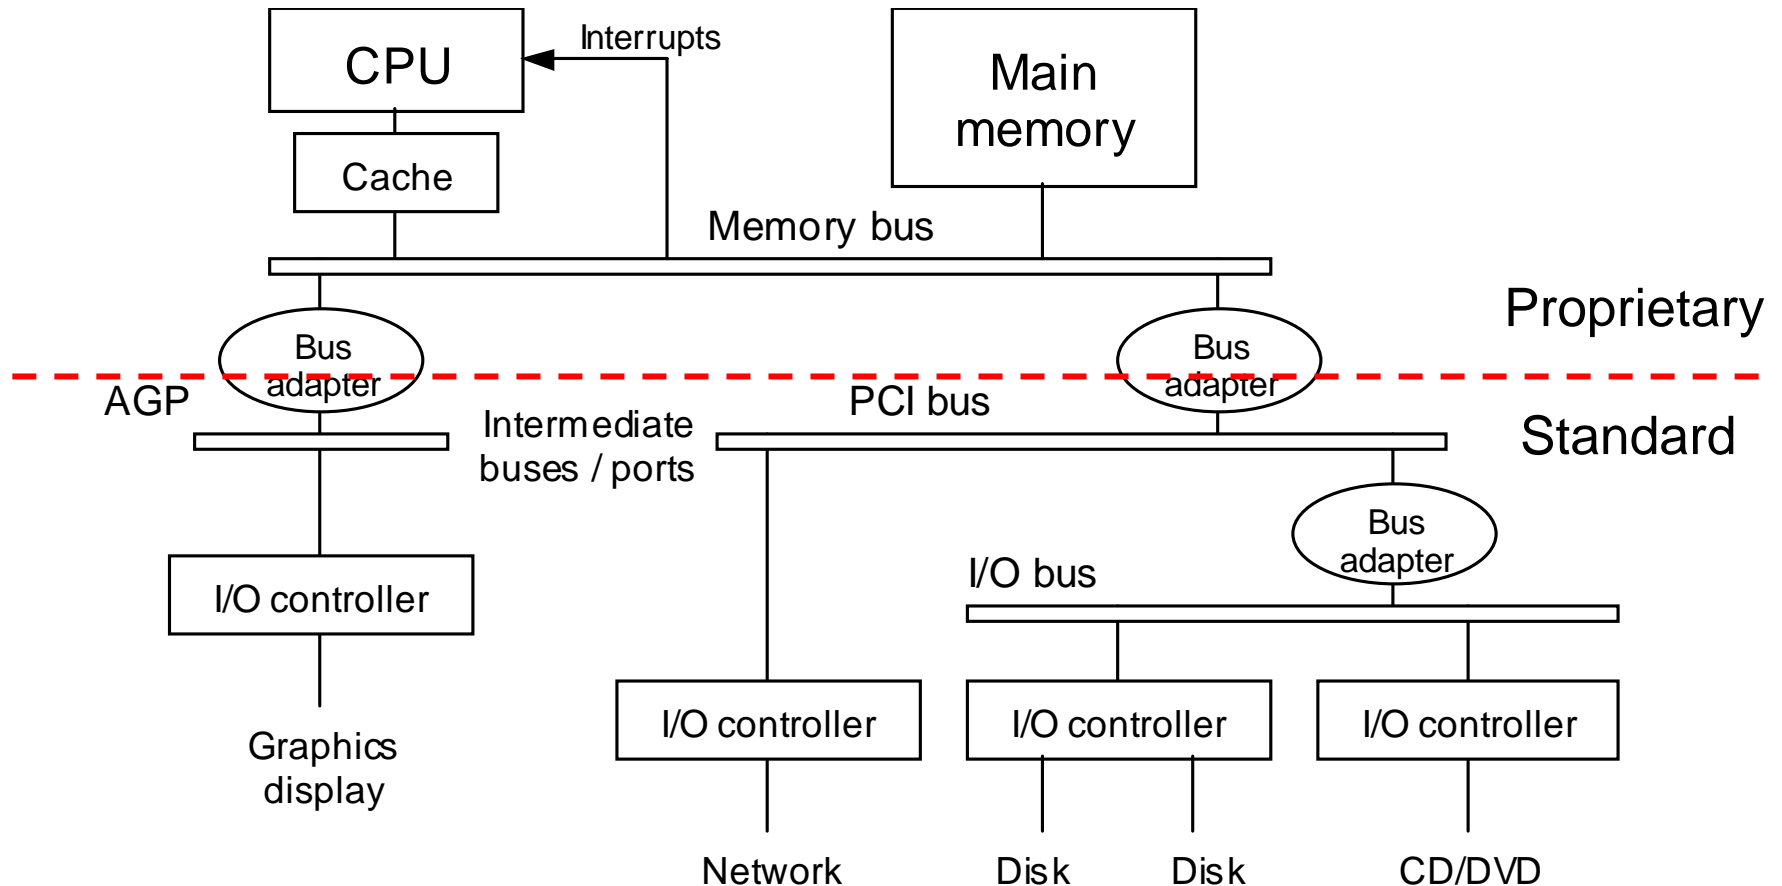 CPU
Interrupts
Main
memory
Cache
Memory bus
Proprietary
Bus
adapter
Bus
adapter
AGP
PCI bus
Intermediate
buses / ports
Standard
Bus
adapter
I/O bus
I/O controller
I/O controller
I/O controller
I/O controller
Graphics
display
Network
Disk
Disk
CD/DVD